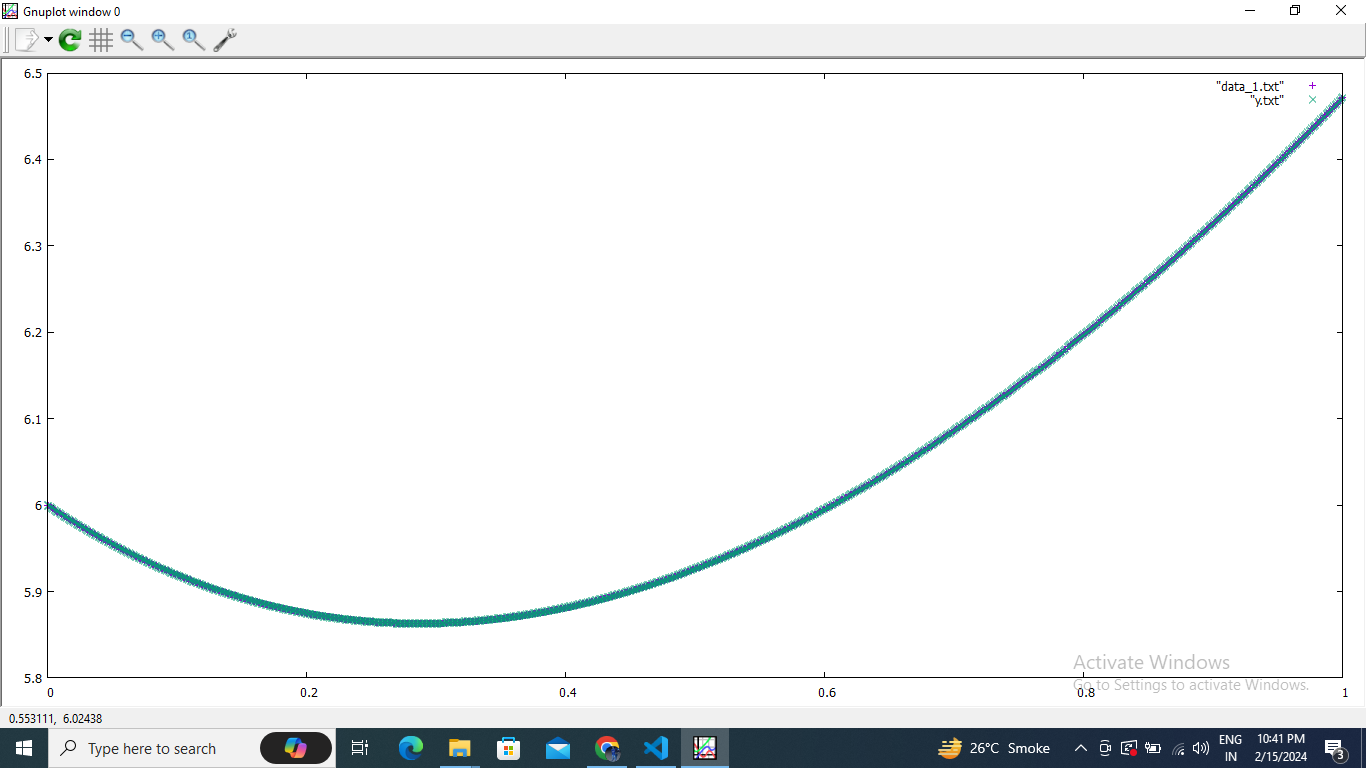 Gnuplot window 0
6.5
"data_1.txt"
"y.txt"
6.4
6.3
6.2
6.1
6
5.9
5.8
0
0.2
0.4
0.6
0.8
1
Activate Windows
Go to Settings to activate Windows.
0.553111, 6.02438
Type here to search
26°C Smoke
ENG
IN
10:41 PM
2/15/2024
3